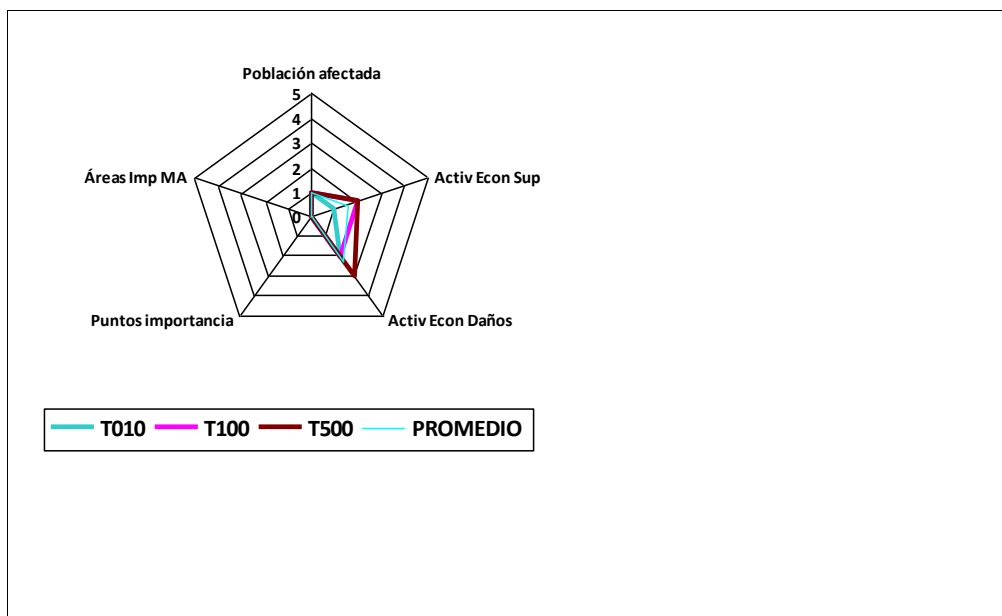 Población afectada
5
4
3
2
1
0
Áreas Imp MA
Activ Econ Sup
Puntos importancia
Activ Econ Daños
T010 T100 T500 PROMEDIO